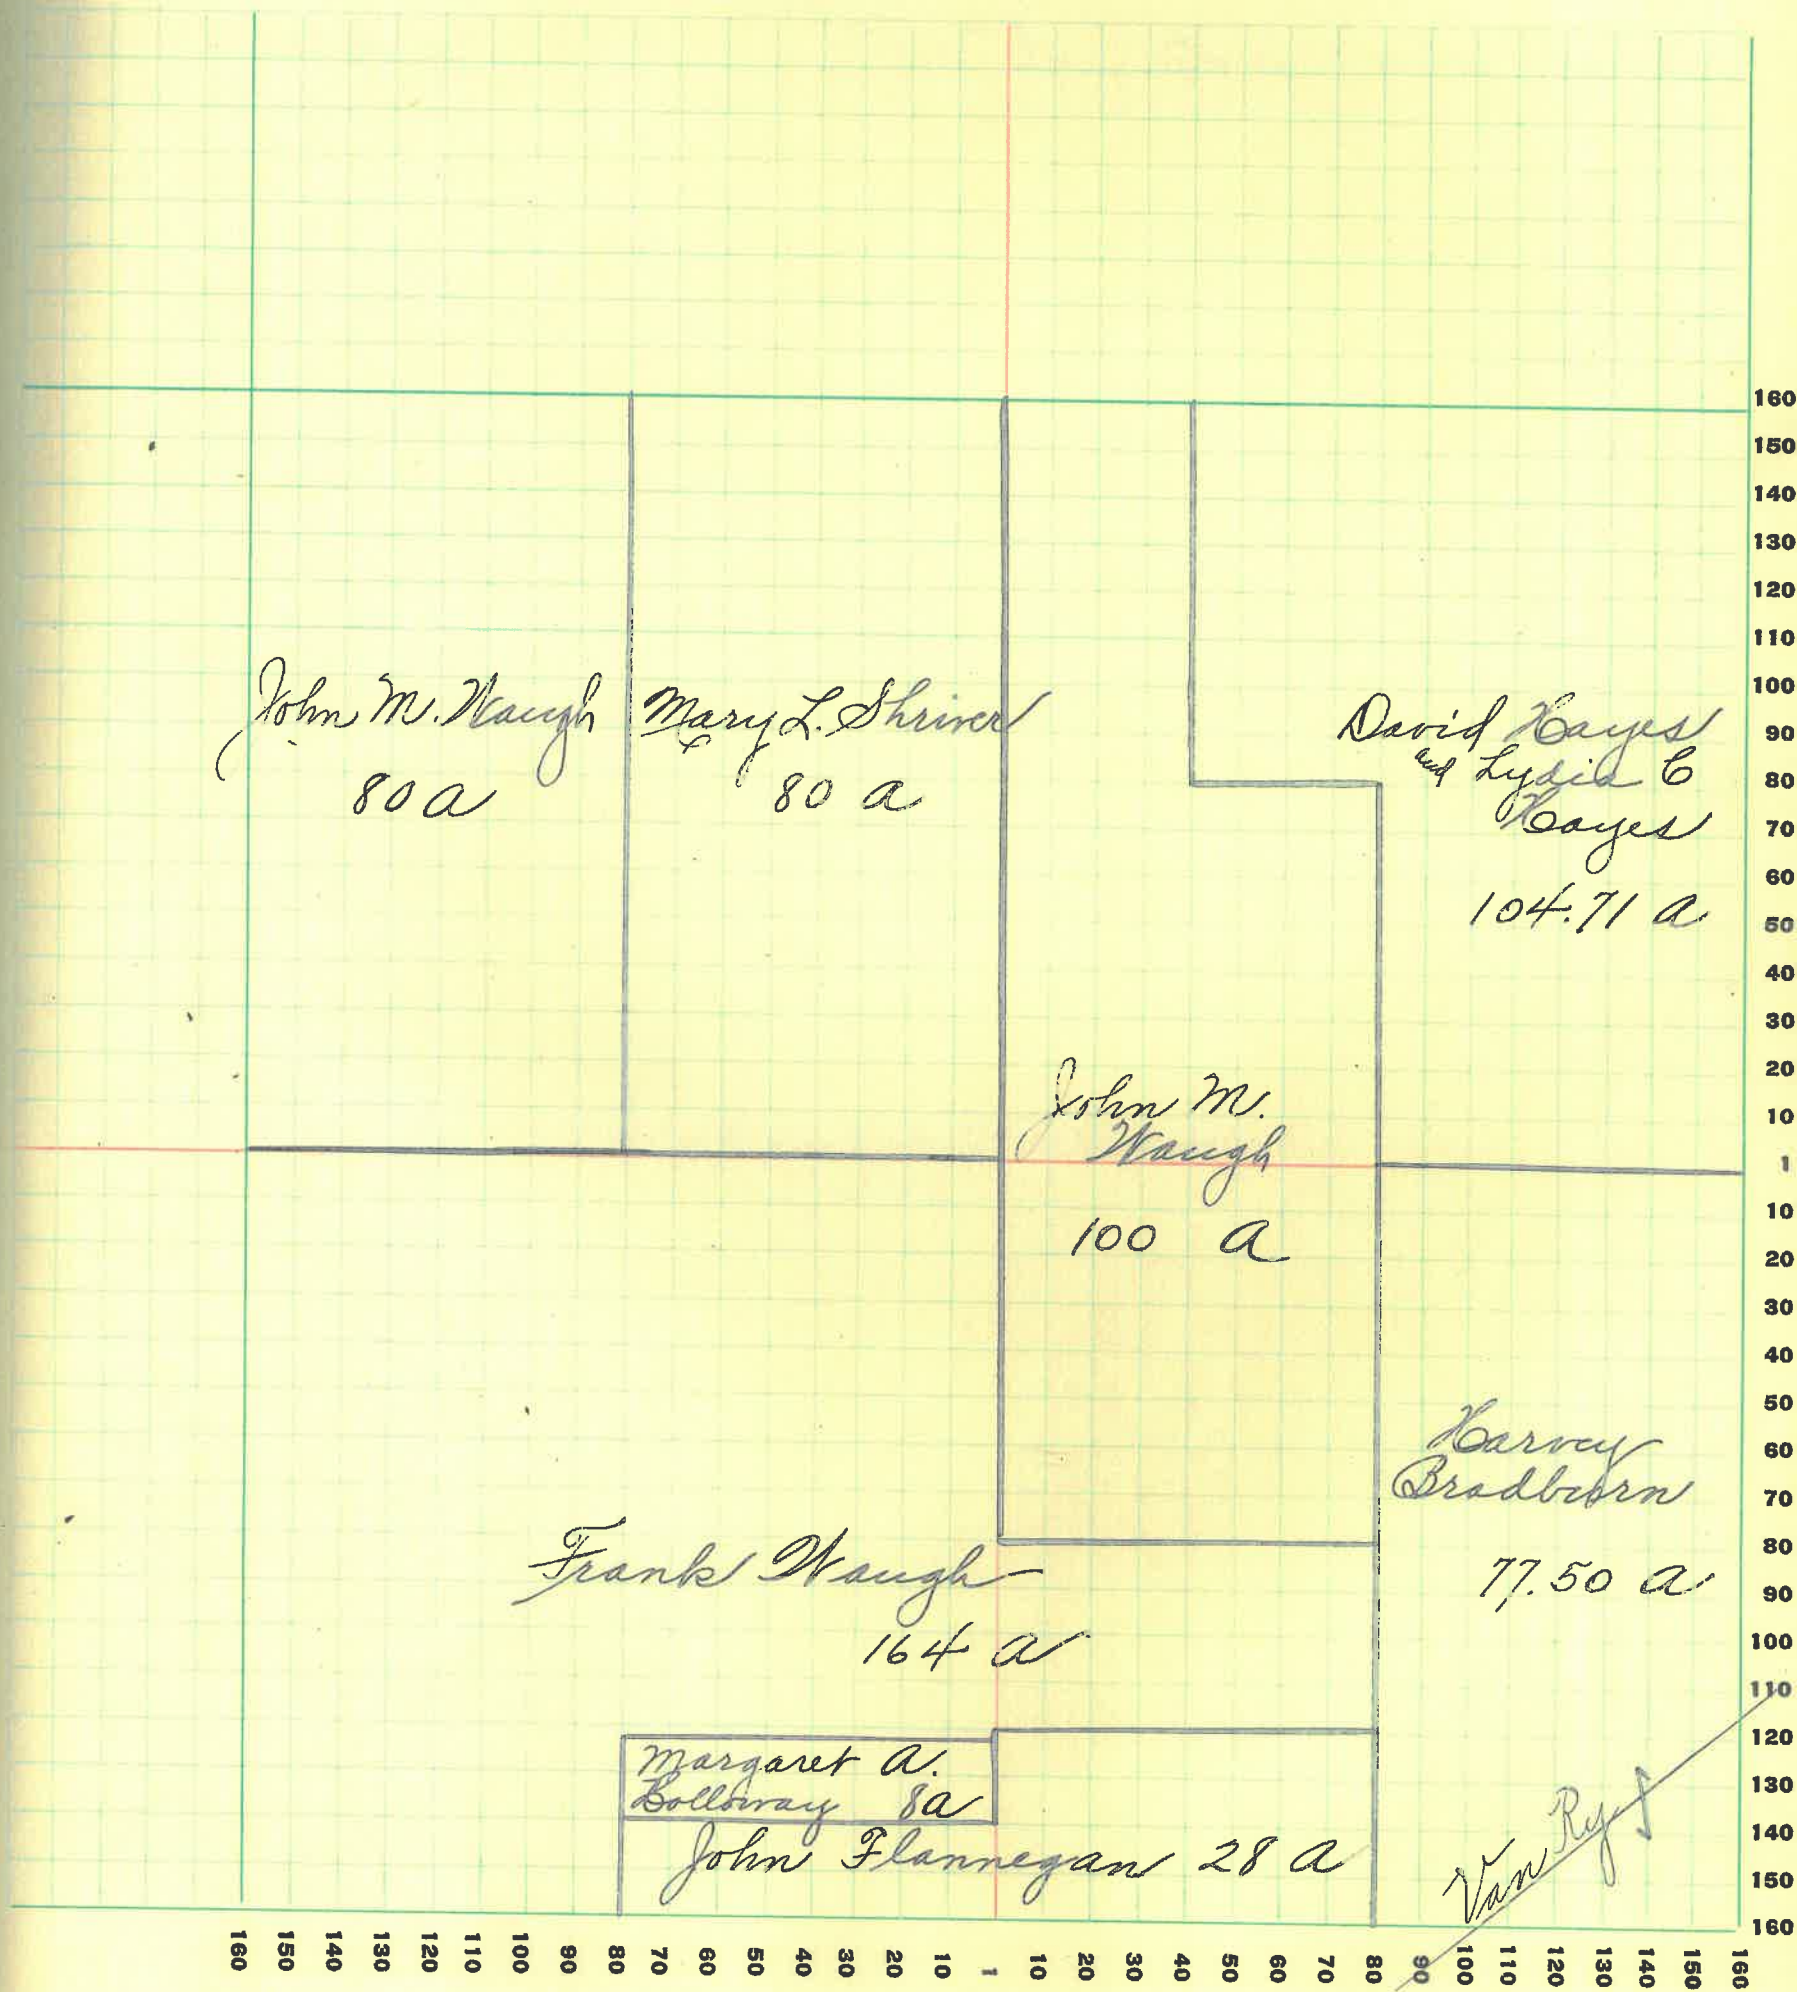 John M. Waugh
80 a
Mary L. Shriver
80 a
David Hayes
and Lydia C
Hayes
104.71 a
John M.
Waugh
100 a
Harvey
Bradburn
77.50 a
Frank Waugh
164 a
Margaret A.
8a
John Flannegan 28 a
Van Ry
160
150
140
130
120
110
100
90
80
70
60
50
40
30
20
10
1
10
20
30
40
50
60
70
80
90
100
110
120
130
140
150
160
160 150 140 130 120 110 100 90 80 70 60 50 40 30 20 10 1 10 20 30 40 50 60 70 80 90 100 110 120 130 140 150 160